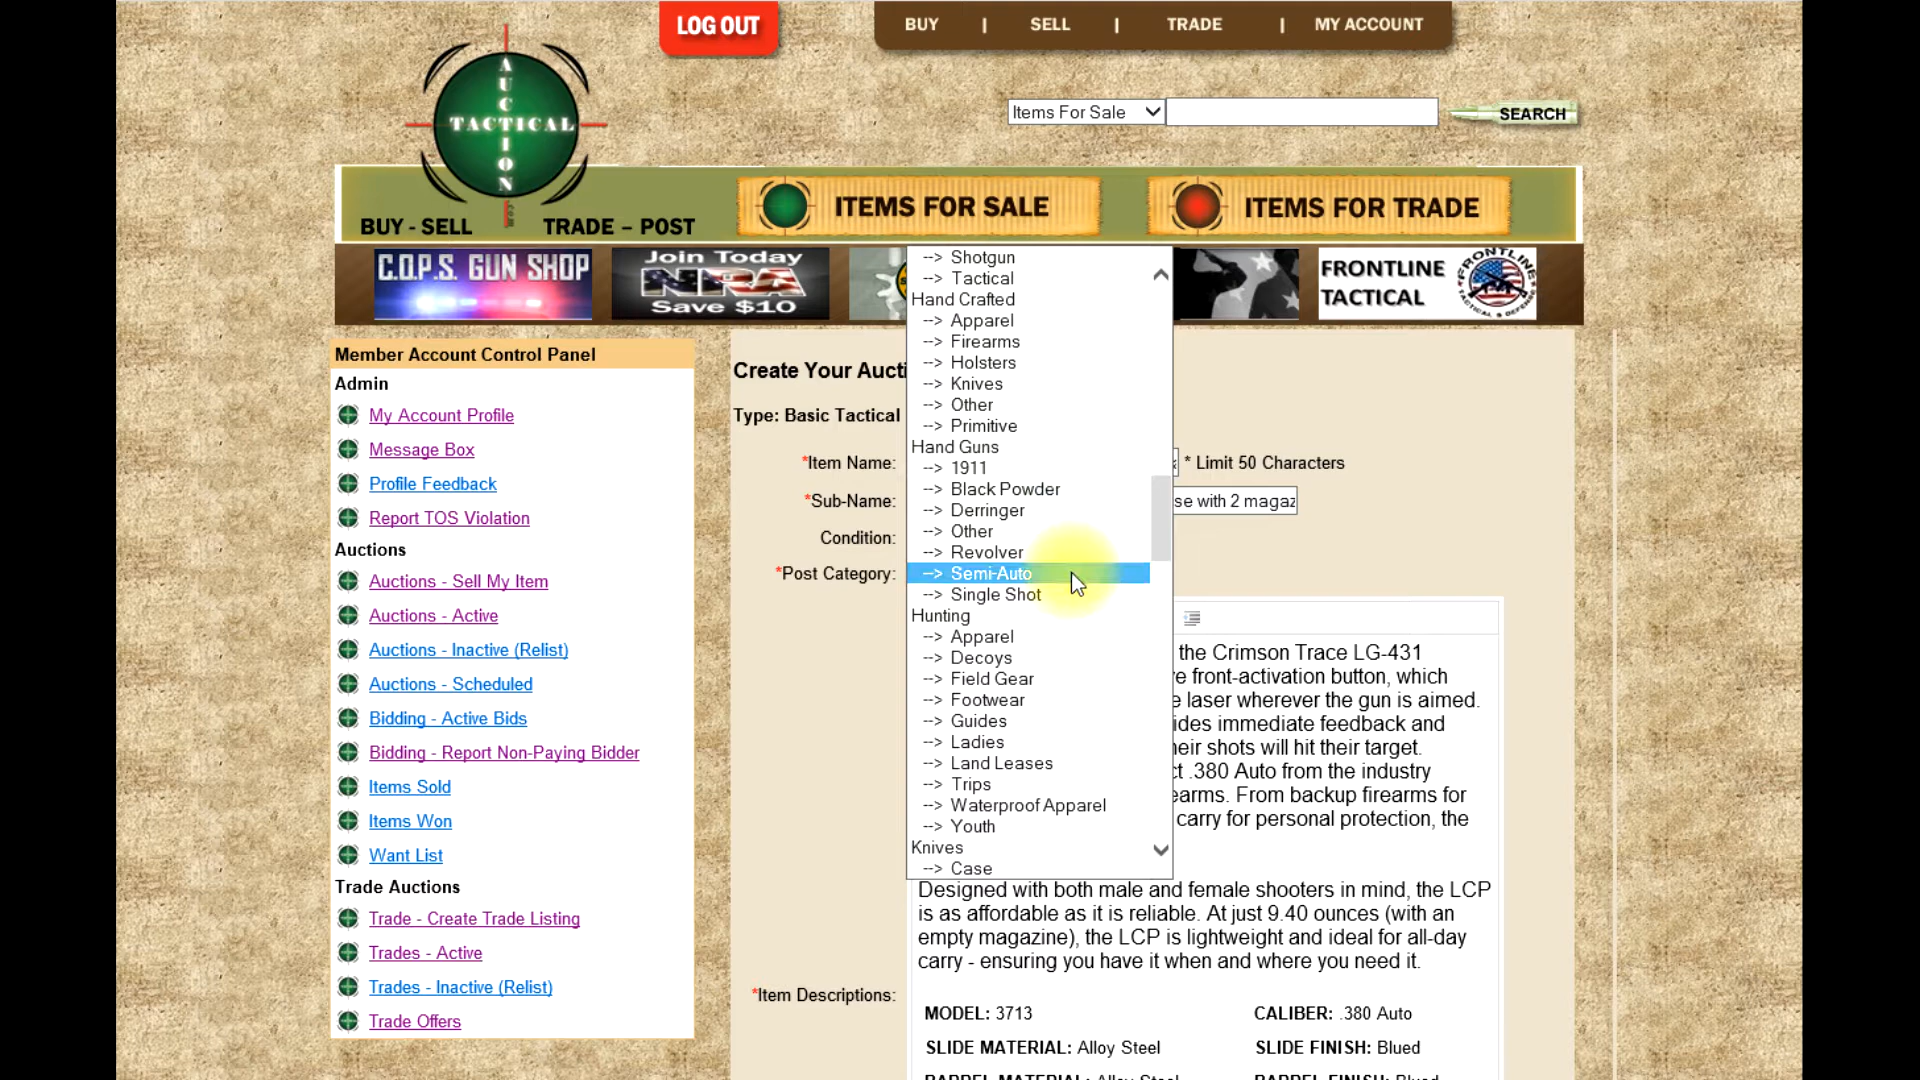 LOG OUT
BUY | SELL | TRADE | MY ACCOUNT
AUCTION
TACTICAL
Items For Sale
SEARCH
BUY - SELL TRADE – POST
ITEMS FOR SALE
ITEMS FOR TRADE
C.O.P.S. GUN SHOP
Join Today
NRA
Save $10
FRONTLINE
TACTICAL
Member Account Control Panel
Admin
My Account Profile
Message Box
Profile Feedback
Report TOS Violation
Auctions
Auctions - Sell My Item
Auctions - Active
Auctions - Inactive (Relist)
Auctions - Scheduled
Bidding - Active Bids
Bidding - Report Non-Paying Bidder
Items Sold
Items Won
Want List
Trade Auctions
Trade - Create Trade Listing
Trades - Active
Trades - Inactive (Relist)
Trade Offers
Create Your Aucti
Type: Basic Tactical
*Item Name:
* Limit 50 Characters
*Sub-Name:
se with 2 magaz
Condition:
*Post Category:
--> Shotgun
--> Tactical
Hand Crafted
--> Apparel
--> Firearms
--> Holsters
--> Knives
--> Other
--> Primitive
Hand Guns
--> 1911
--> Black Powder
--> Derringer
--> Other
--> Revolver
--> Semi-Auto
--> Single Shot
Hunting
--> Apparel
--> Decoys
--> Field Gear
--> Footwear
--> Guides
--> Ladies
--> Land Leases
--> Trips
--> Waterproof Apparel
--> Youth
Knives
--> Case
the Crimson Trace LG-431
e front-activation button, which
e laser wherever the gun is aimed.
ides immediate feedback and
eir shots will hit their target.
ct .380 Auto from the industry
earms. From backup firearms for
carry for personal protection, the
Designed with both male and female shooters in mind, the LCP
is as affordable as it is reliable. At just 9.40 ounces (with an
empty magazine), the LCP is lightweight and ideal for all-day
carry - ensuring you have it when and where you need it.
*Item Descriptions:
MODEL: 3713 CALIBER: .380 Auto
SLIDE MATERIAL: Alloy Steel SLIDE FINISH: Blued
BARREL MATERIAL: Alloy Steel BARREL FINISH: Blued